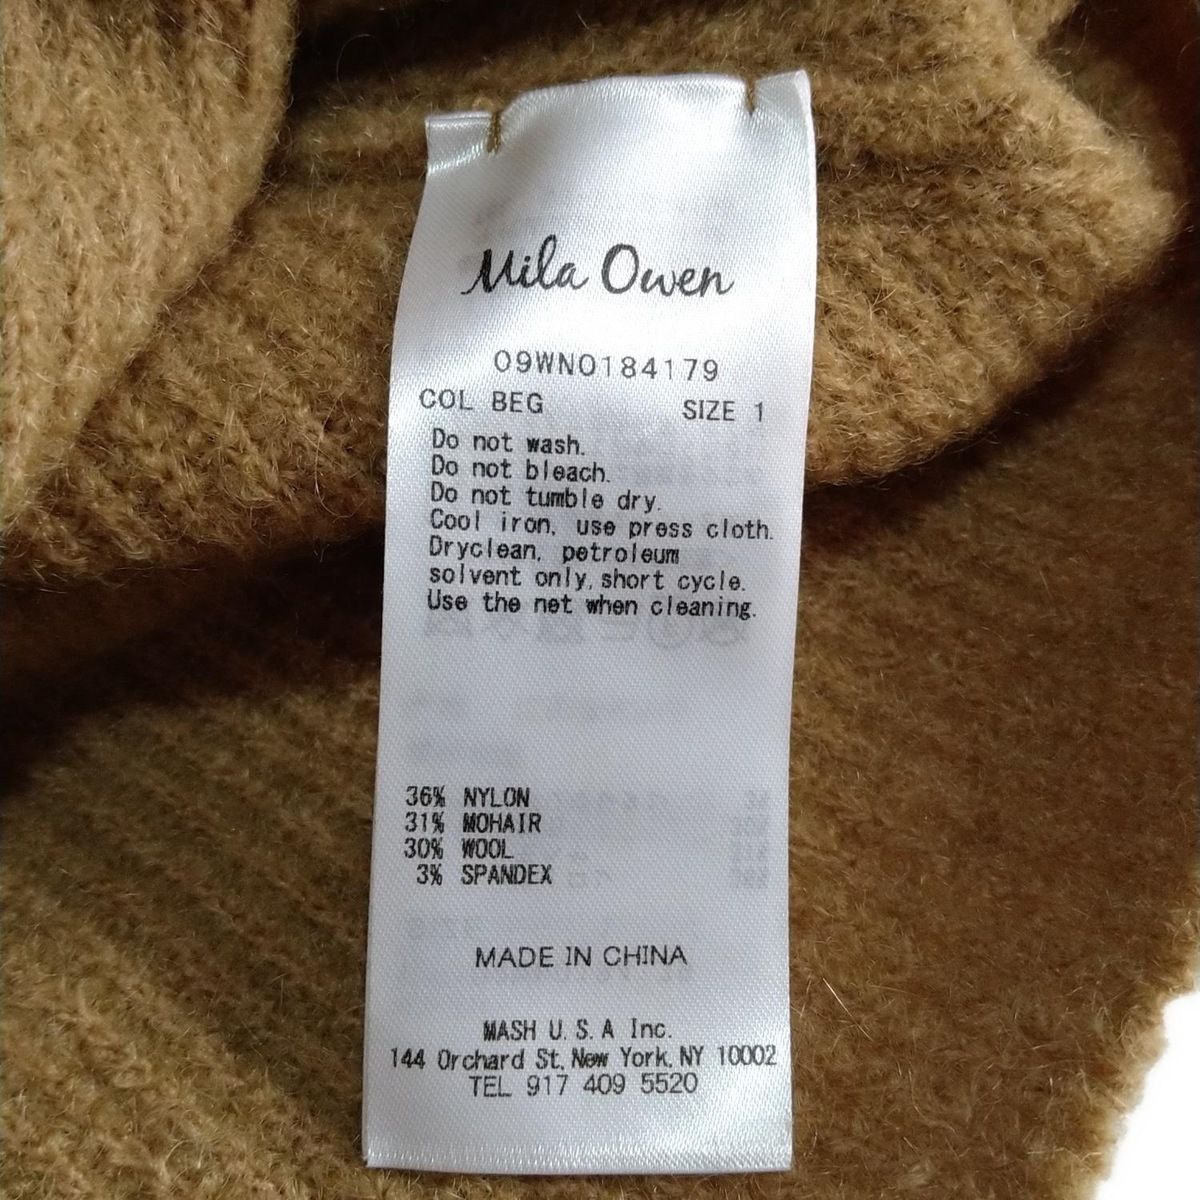 Mila Owen
09WNO184179
COL BEG SIZE 1
Do not wash.
Do not bleach.
Do not tumble dry.
Cool iron, use press cloth.
Dryclean, petroleum
solvent only, short cycle.
Use the net when cleaning.
36% NYLON
31% MOHAIR
30% WOOL
3% SPANDEX
MADE IN CHINA
MASH U.S.A Inc.
144 Orchard St, New York, NY 10002
TEL 917 409 5520